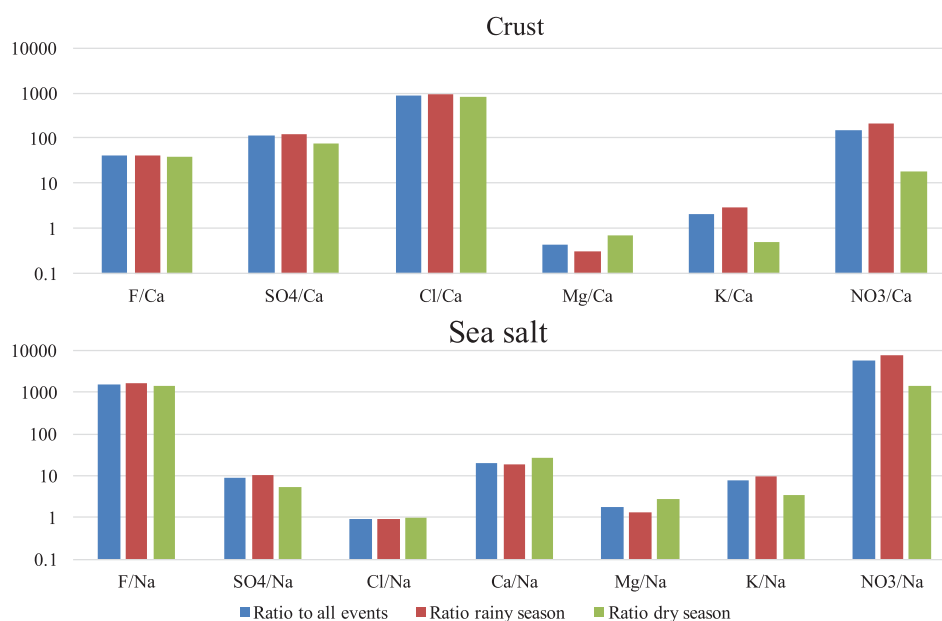 Crust
10000
1000
100
10
1
0.1
F/Ca SO4/Ca Cl/Ca Mg/Ca K/Ca NO3/Ca
Sea salt
10000
1000
100
10
1
0.1
F/Na SO4/Na Cl/Na Ca/Na Mg/Na K/Na NO3/Na
Ratio to all events Ratio rainy season Ratio dry season